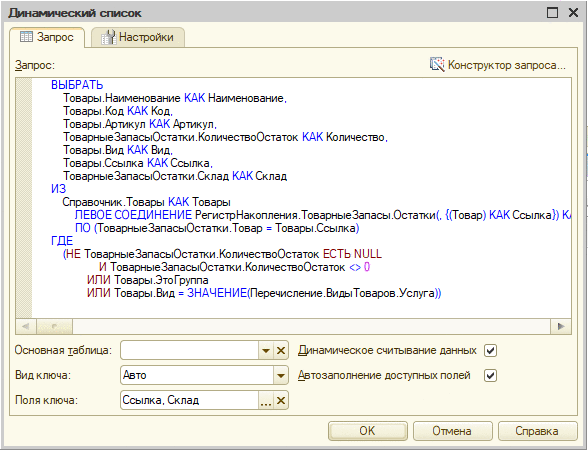 Динамический список
Запрос
Настройки
Запрос:
Конструктор запроса...
ВЫБРАТЬ
Товары.Наименование КАК Наименование,
Товары.Код КАК Код,
Товары.Артикул КАК Артикул,
ТоварныеЗапасыОстатки.КоличествоОстаток КАК Количество,
Товары.Вид КАК Вид,
Товары.Ссылка КАК Ссылка,
ТоварныеЗапасыОстатки.Склад КАК Склад
ИЗ
Справочник.Товары КАК Товары
ЛЕВОЕ СОЕДИНЕНИЕ РегистрНакопления.ТоварныеЗапасы.Остатки(, {(Товар) КАК Ссылка}) КА
ПО (ТоварныеЗапасыОстатки.Товар = Товары.Ссылка)
ГДЕ
(НЕ ТоварныеЗапасыОстатки.КоличествоОстаток ЕСТЬ NULL
И ТоварныеЗапасыОстатки.КоличествоОстаток <> 0
ИЛИ Товары.ЭтоГруппа
ИЛИ Товары.Вид = ЗНАЧЕНИЕ(Перечисление.ВидыТоваров.Услуга))
Основная таблица:
Динамическое считывание данных
Вид ключа:
Авто
Автозаполнение доступных полей
Поля ключа:
Ссылка, Склад
OK
Отмена
Справка